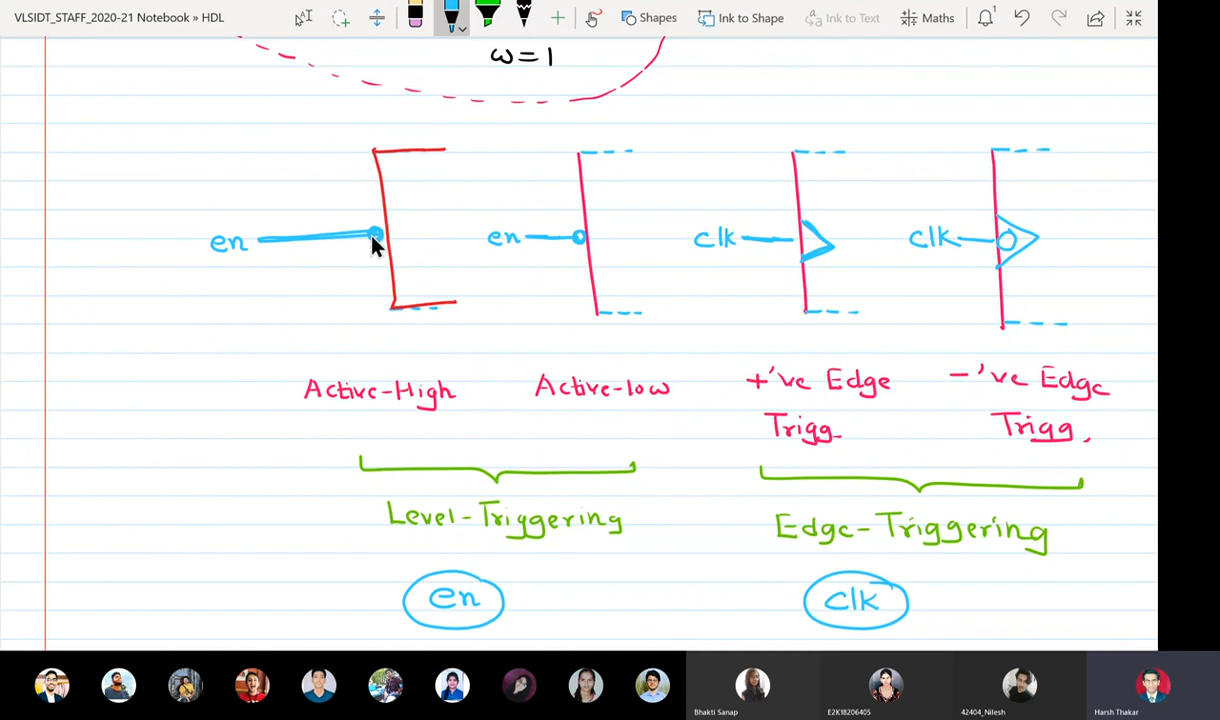 VLSIDT_STAFF_2020-21 Notebook » HDL
Shapes
Ink to Shape
Ink to Text
Maths
ω=1
en
en
clk
clk
Active-High
Active-low
+'ve Edge
Trigg.
-'ve Edge
Trigg.
Level-Triggering
Edge-Triggering
en
clk
Bhakti Sanap
E2K18206405
42404_Nilesh
Harsh Thakar